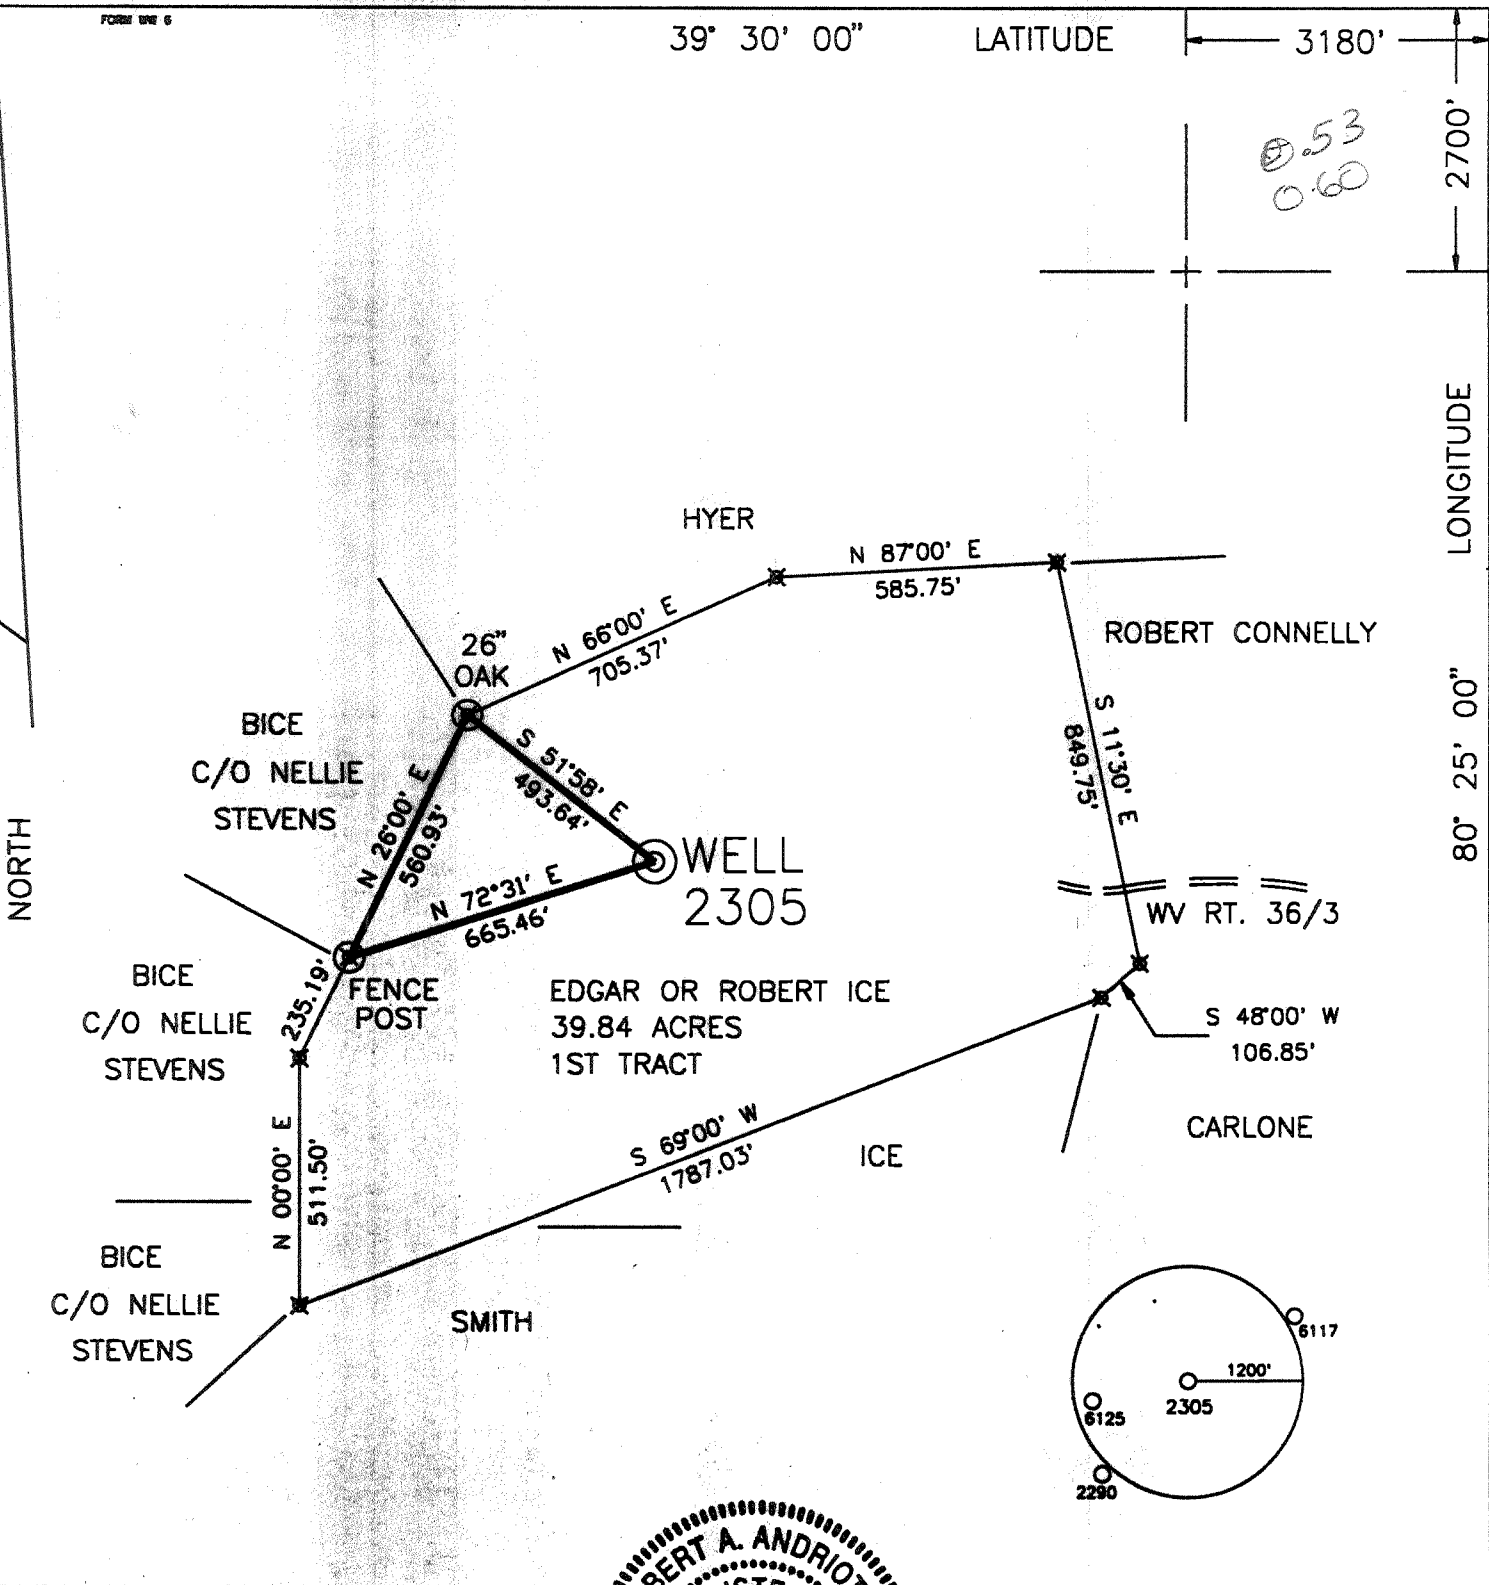 39° 30' 00" LATITUDE 3180'
2700'
0.53
0.60
LONGITUDE
80° 25' 00"
HYER
N 87°00' E
585.75'
N 66°00' E
705.37'
ROBERT CONNELLY
26"
OAK
S 11°30' E
849.75'
BICE
C/O NELLIE
STEVENS
S 51°58' E
493.64'
N 26°00' E
560.93'
NORTH
WELL
2305
N 72°31' E
665.46'
WV RT. 36/3
FENCE
POST
235.19'
BICE
C/O NELLIE
STEVENS
EDGAR OR ROBERT ICE
39.84 ACRES
1ST TRACT
S 48°00' W
106.85'
CARLONE
S 69°00' W
1787.03'
ICE
N 00°00' E
511.50'
BICE
C/O NELLIE
STEVENS
SMITH
6117
1200'
2305
6125
2290
BERT A. ANDRIOT